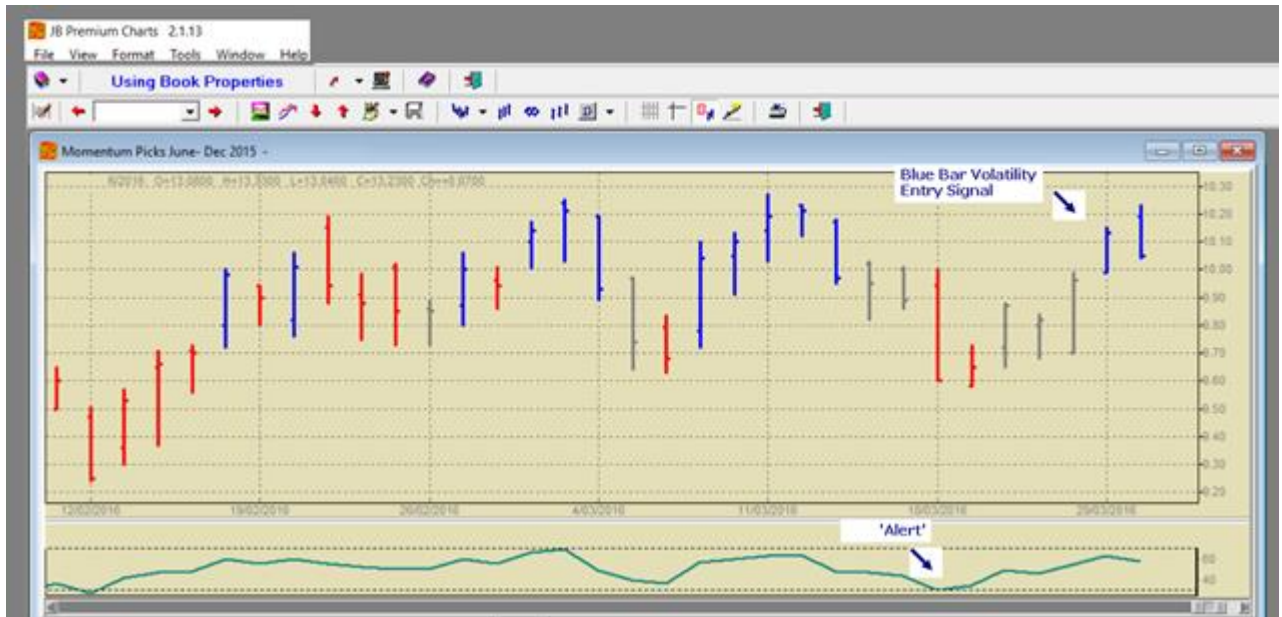 JB Premium Charts 2.1.13
File View Format Tools Window Help
Using Book Properties
Momentum Picks June- Dec 2015 -
Blue Bar Volatility
Entry Signal
10.30
10.20
10.10
10.00
9.90
9.80
9.70
9.60
9.50
9.40
9.30
9.20
12/02/2016 19/02/2016 26/02/2016 4/03/2016 11/03/2016 18/03/2016
'Alert'
60
40